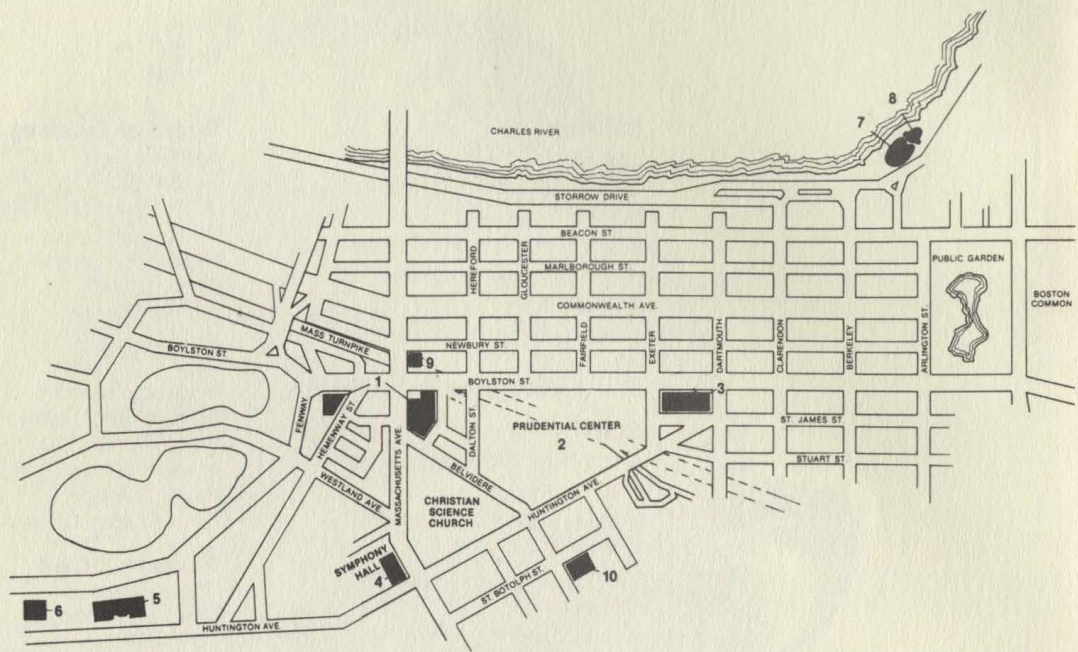 8
7
CHARLES RIVER
STORROW DRIVE
BEACON ST.
HEREFORD
GLOUCESTER
MARLBOROUGH ST.
PUBLIC GARDEN
BOSTON
COMMON
COMMONWEALTH AVE.
MASS TURNPIKE
BOYLSTON ST.
NEWBURY ST.
FAIRFIELD
EXETER
DARTMOUTH
CLARENDON
BERKELEY
ARLINGTON ST.
9
1
BOYLSTON ST.
3
FENWAY
HEMENWAY ST.
DALTON ST.
PRUDENTIAL CENTER
2
ST. JAMES ST.
STUART ST.
WESTLAND AVE.
MASSACHUSETTS AVE.
BELVIDERE
CHRISTIAN
SCIENCE
CHURCH
HUNTINGTON AVE.
SYMPHONY
HALL
4
10
ST. BOTOLPH ST.
6
5
HUNTINGTON AVE.